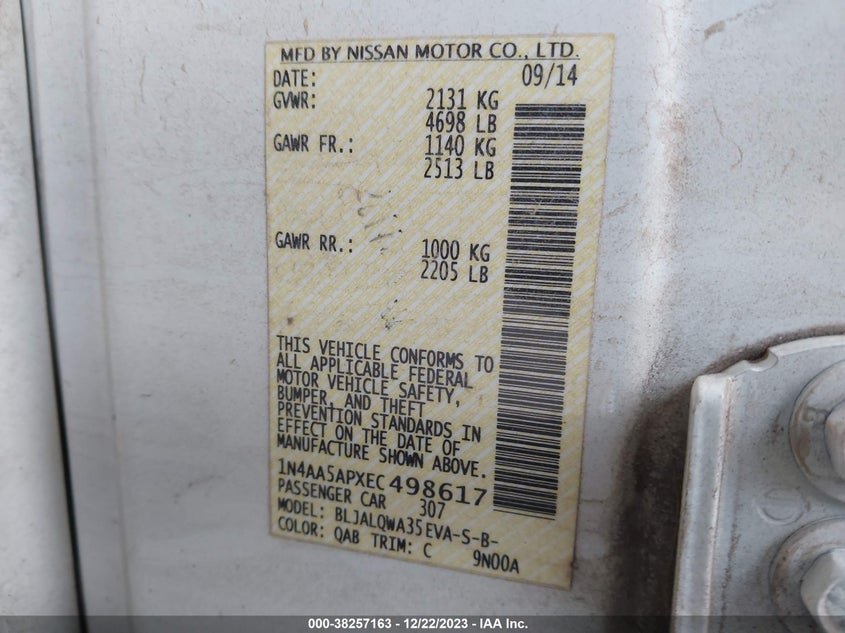 MFD BY NISSAN MOTOR CO., LTD.
DATE: 09/14
GVWR: 2131 KG
4698 LB
GAWR FR.: 1140 KG
2513 LB
GAWR RR.: 1000 KG
2205 LB
THIS VEHICLE CONFORMS TO
ALL APPLICABLE FEDERAL
MOTOR VEHICLE SAFETY,
BUMPER, AND THEFT
PREVENTION STANDARDS IN
EFFECT ON THE DATE OF
MANUFACTURE SHOWN ABOVE.
1N4AA5APXEC498617
PASSENGER CAR 307
MODEL: BLJALQWA35EVA-S-B-
COLOR: QAB TRIM: C 9N00A
000-38257163 - 12/22/2023 - IAA Inc.